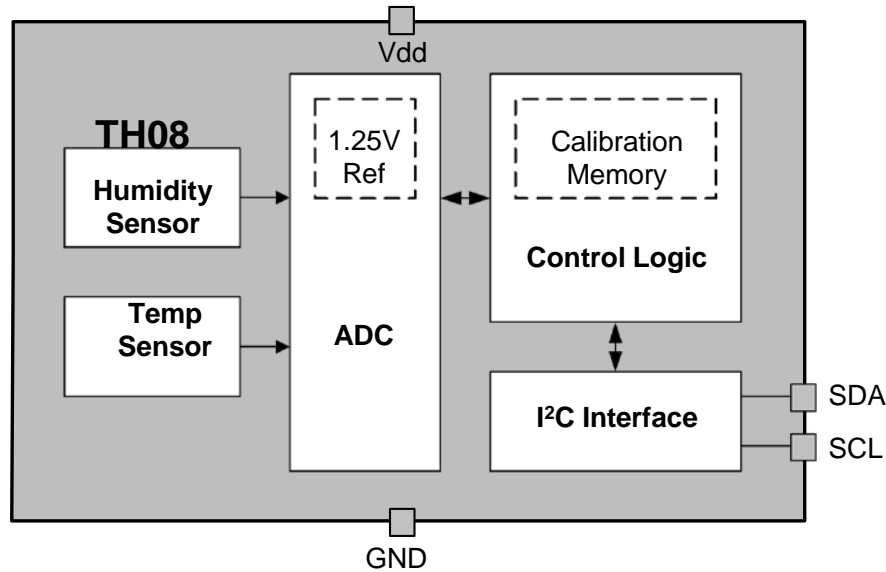 Vdd
TH08
Humidity
Sensor
Temp
Sensor
1.25V
Ref
ADC
Calibration
Memory
Control Logic
I²C Interface
SDA
SCL
GND